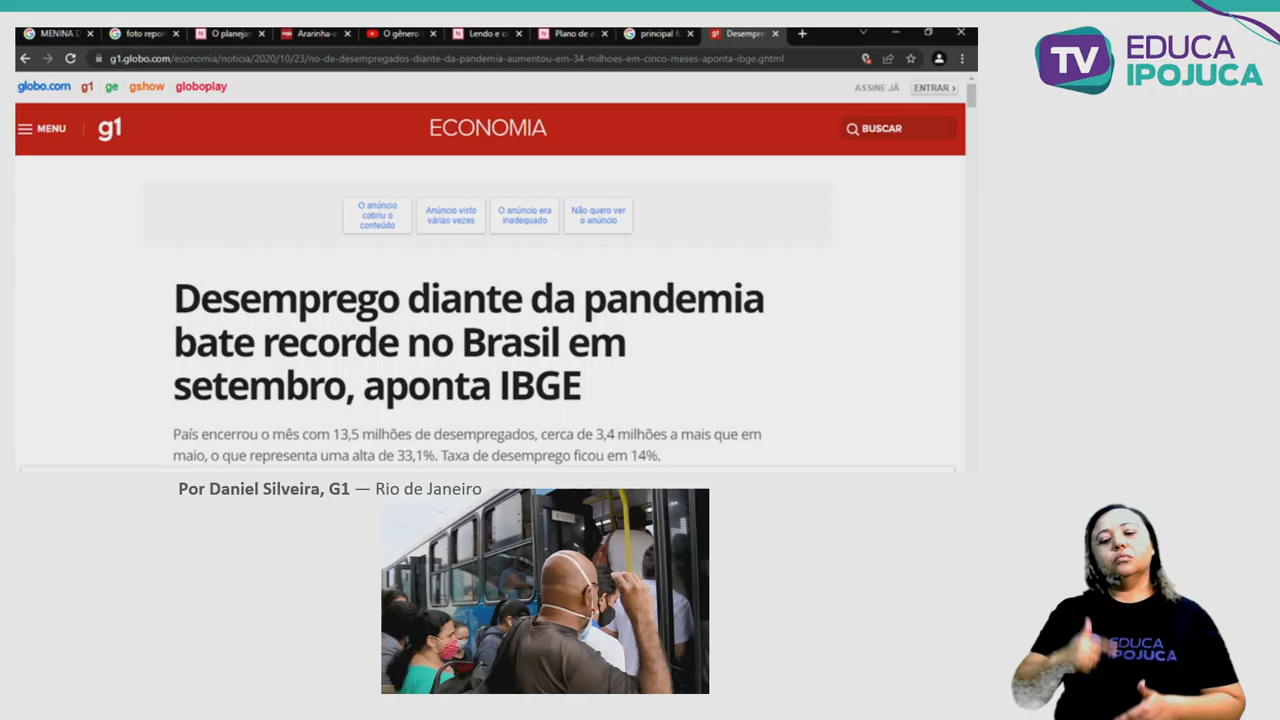 MENINA D
foto repor
O planejar
Ararinha-a
O gênero
Lendo e c
Plano de a
principal f
Desempre
g1.globo.com/economia/noticia/2020/10/23/no-de-desempregados-diante-da-pandemia-aumentou-em-34-milhoes-em-cinco-meses-aponta-ibge.ghtml
globo.com g1 ge gshow globoplay
ASSINE JÁ ENTRAR ›
MENU g1 ECONOMIA BUSCAR
O anúncio
cobriu o
conteúdo
Anúncio visto
várias vezes
O anúncio era
inadequado
Não quero ver
o anúncio
Desemprego diante da pandemia
bate recorde no Brasil em
setembro, aponta IBGE
País encerrou o mês com 13,5 milhões de desempregados, cerca de 3,4 milhões a mais que em
maio, o que representa uma alta de 33,1%. Taxa de desemprego ficou em 14%.
Por Daniel Silveira, G1 — Rio de Janeiro
TV EDUCA
IPOJUCA
EDUCA
IPOJUCA